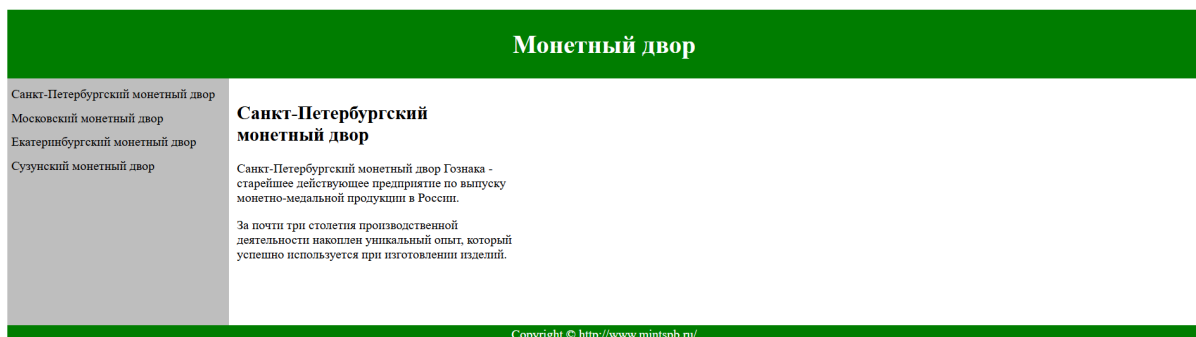 Монетный двор
Санкт-Петербургский монетный двор
Московский монетный двор
Екатеринбургский монетный двор
Сузунский монетный двор
Санкт-Петербургский
монетный двор
Санкт-Петербургский монетный двор Гознака -
старейшее действующее предприятие по выпуску
монетно-медальной продукции в России.
За почти три столетия производственной
деятельности накоплен уникальный опыт, который
успешно используется при изготовлении изделий.
Copyright © http://www.mintspb.ru/